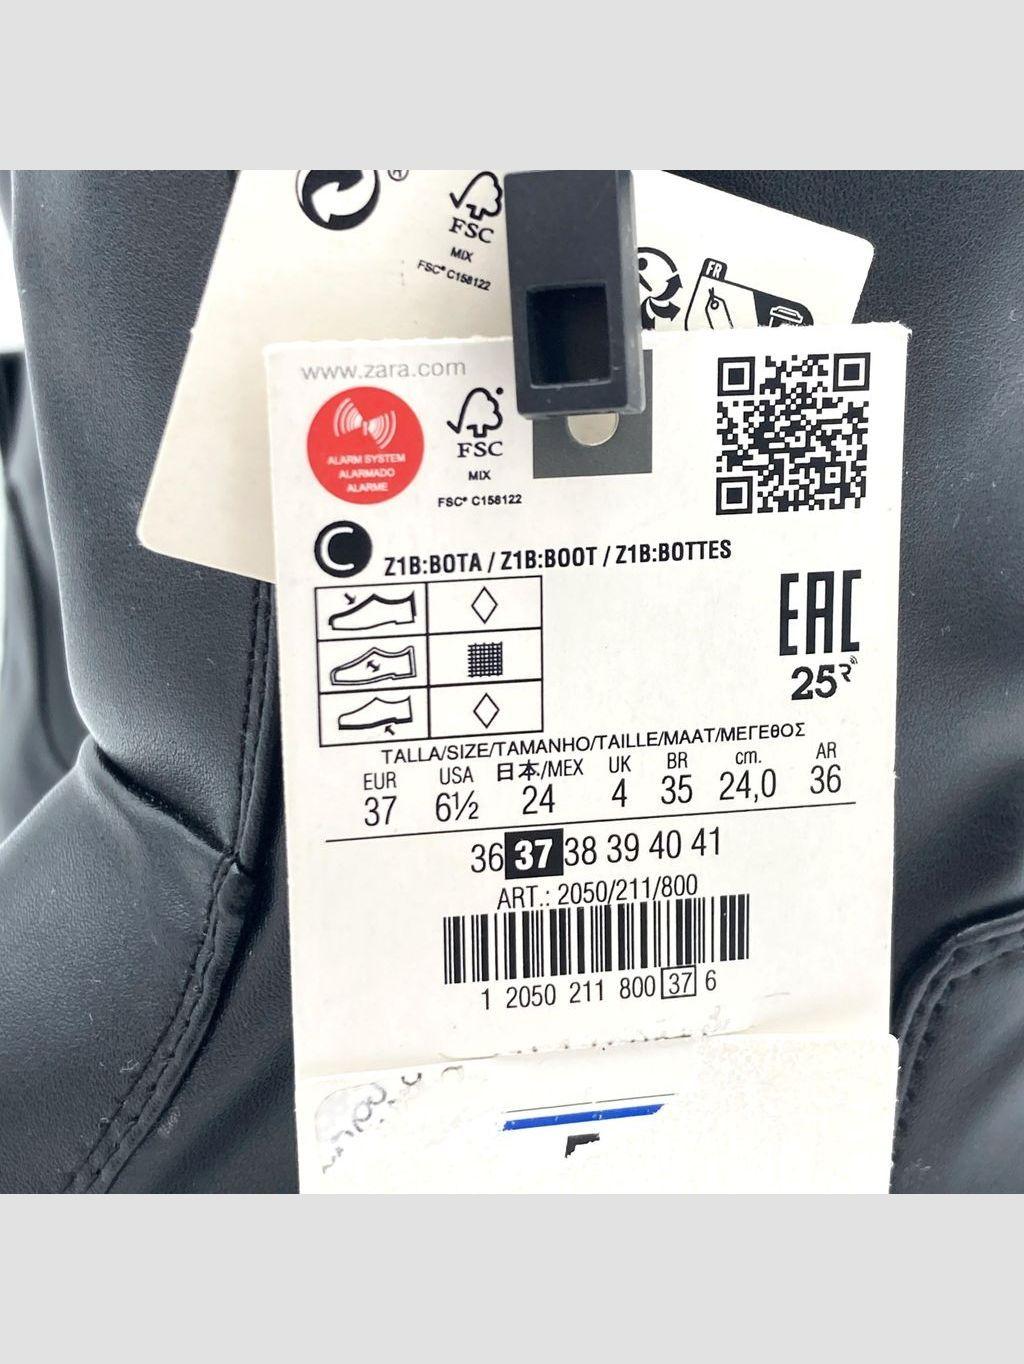 FSC
MIX
FSC® C158122
FR
www.zara.com
ALARM SYSTEM
ALARMADO
ALARME
FSC
MIX
FSC® C158122
C Z1B:BOTA / Z1B:BOOT / Z1B:BOTTES
EAC
25
TALLA/SIZE/TAMANHO/TAILLE/MAAT/ΜΕΓΕΘΟΣ
EUR USA 日本/MEX UK BR cm. AR
37 6½ 24 4 35 24,0 36
36 37 38 39 40 41
ART.: 2050/211/800
1 2050 211 800 37 6